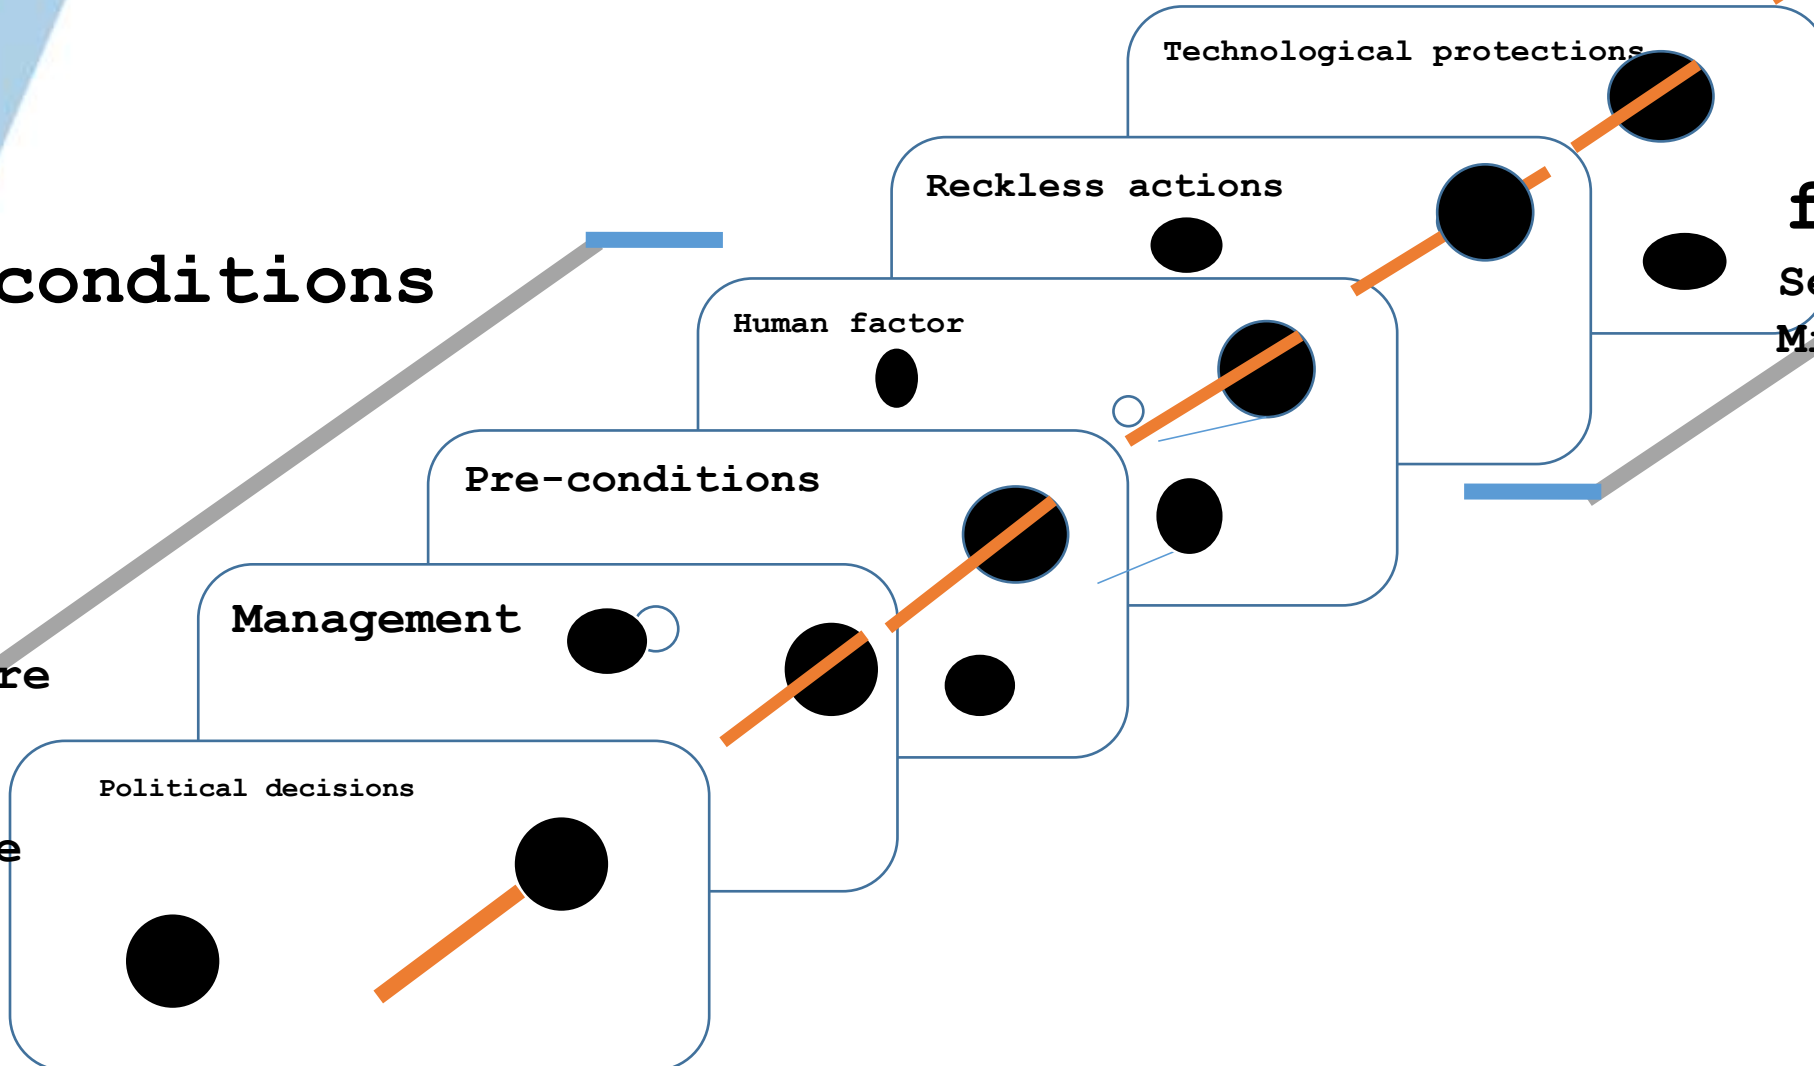 Technological protections
Reckless actions
conditions
Human factor
Pre-conditions
Management
Political decisions